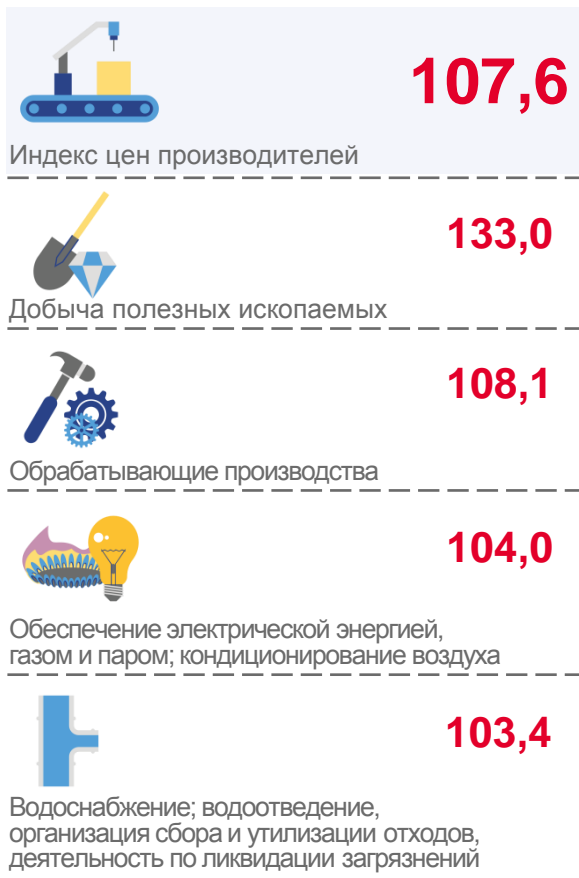 107,6
Индекс цен производителей
133,0
Добыча полезных ископаемых
108,1
Обрабатывающие производства
104,0
Обеспечение электрической энергией,
газом и паром; кондиционирование воздуха
103,4
Водоснабжение; водоотведение,
организация сбора и утилизации отходов,
деятельность по ликвидации загрязнений